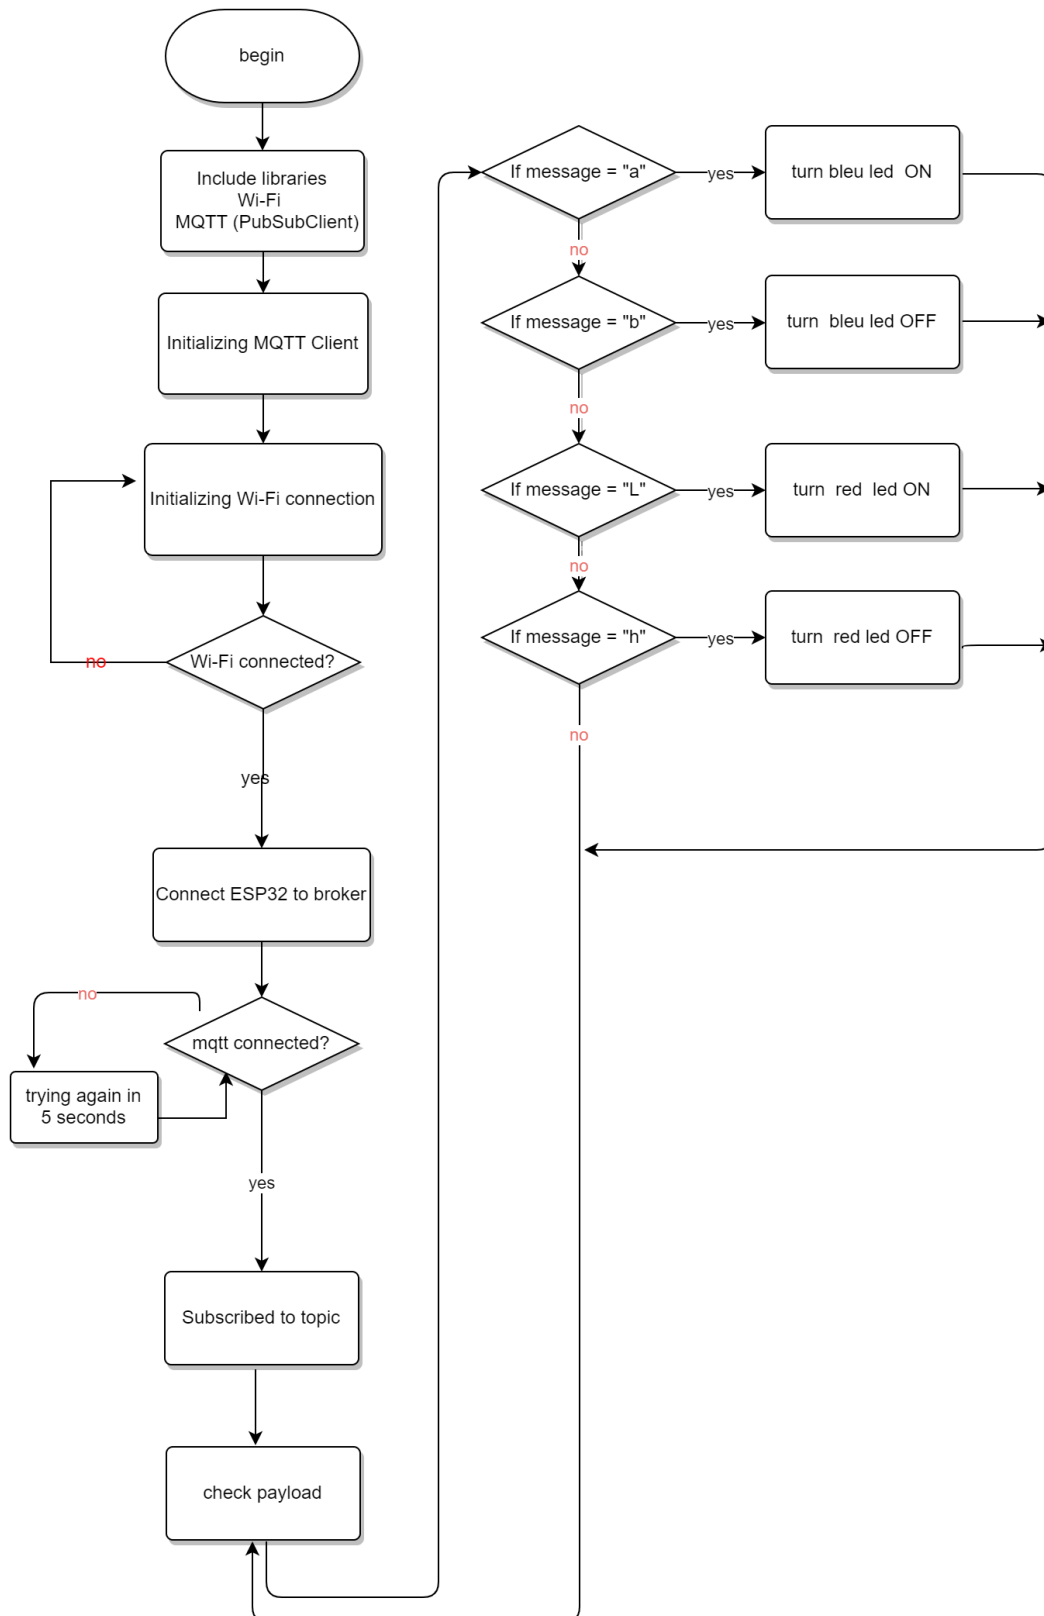 begin
Include libraries
Wi-Fi
MQTT (PubSubClient)
Initializing MQTT Client
Initializing Wi-Fi connection
Wi-Fi connected?
no
yes
Connect ESP32 to broker
no
mqtt connected?
trying again in
5 seconds
yes
Subscribed to topic
check payload
If message = "a"
yes
turn bleu led  ON
no
If message = "b"
yes
turn  bleu led OFF
no
If message = "L"
yes
turn  red  led ON
no
If message = "h"
yes
turn  red led OFF
no